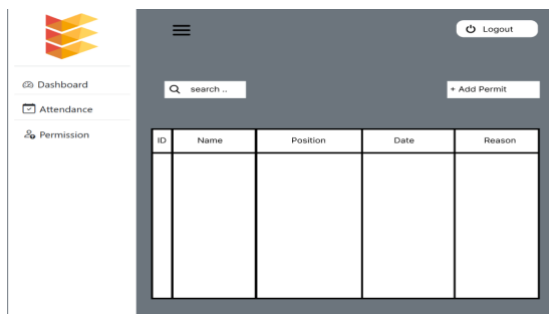 Logout
Dashboard
search ..
+ Add Permit
Attendance
Permission
ID Name Position Date Reason